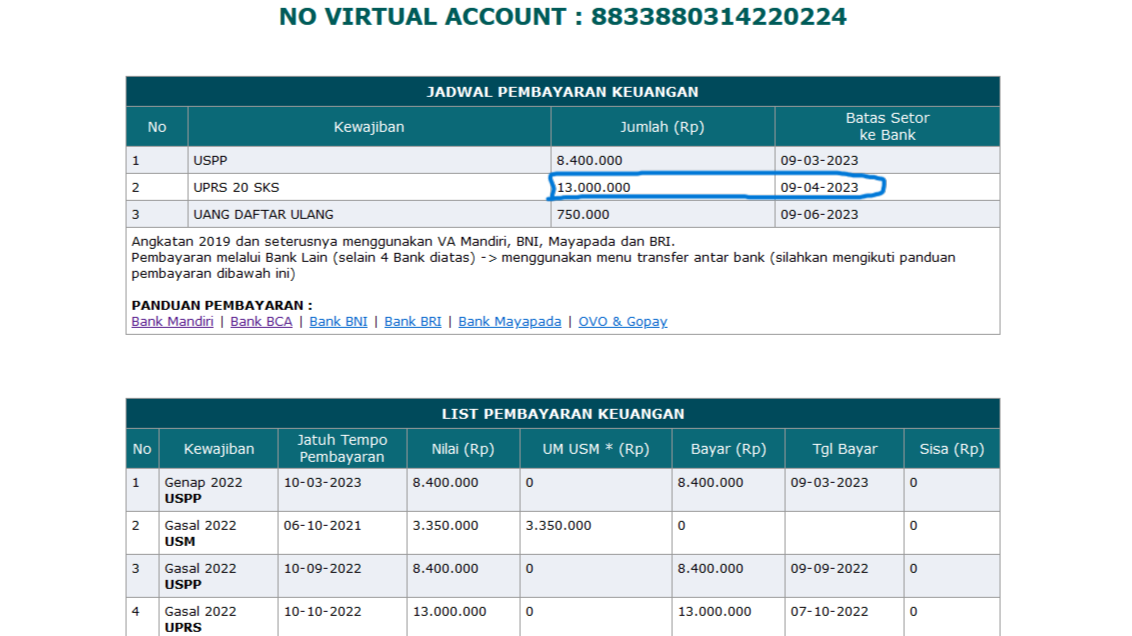 NO VIRTUAL ACCOUNT : 8833880314220224
JADWAL PEMBAYARAN KEUANGAN
No Kewajiban Jumlah (Rp) Batas Setor ke Bank
1 USPP 8.400.000 09-03-2023
2 UPRS 20 SKS 13.000.000 09-04-2023
3 UANG DAFTAR ULANG 750.000 09-06-2023
Angkatan 2019 dan seterusnya menggunakan VA Mandiri, BNI, Mayapada dan BRI.
Pembayaran melalui Bank Lain (selain 4 Bank diatas) -> menggunakan menu transfer antar bank (silahkan mengikuti panduan
pembayaran dibawah ini)
PANDUAN PEMBAYARAN :
Bank Mandiri | Bank BCA | Bank BNI | Bank BRI | Bank Mayapada | OVO & Gopay
LIST PEMBAYARAN KEUANGAN
No Kewajiban Jatuh Tempo Pembayaran Nilai (Rp) UM USM * (Rp) Bayar (Rp) Tgl Bayar Sisa (Rp)
1 Genap 2022 10-03-2023 8.400.000 0 8.400.000 09-03-2023 0
USPP
2 Gasal 2022 06-10-2021 3.350.000 3.350.000 0 0
USM
3 Gasal 2022 10-09-2022 8.400.000 0 8.400.000 09-09-2022 0
USPP
4 Gasal 2022 10-10-2022 13.000.000 0 13.000.000 07-10-2022 0
UPRS